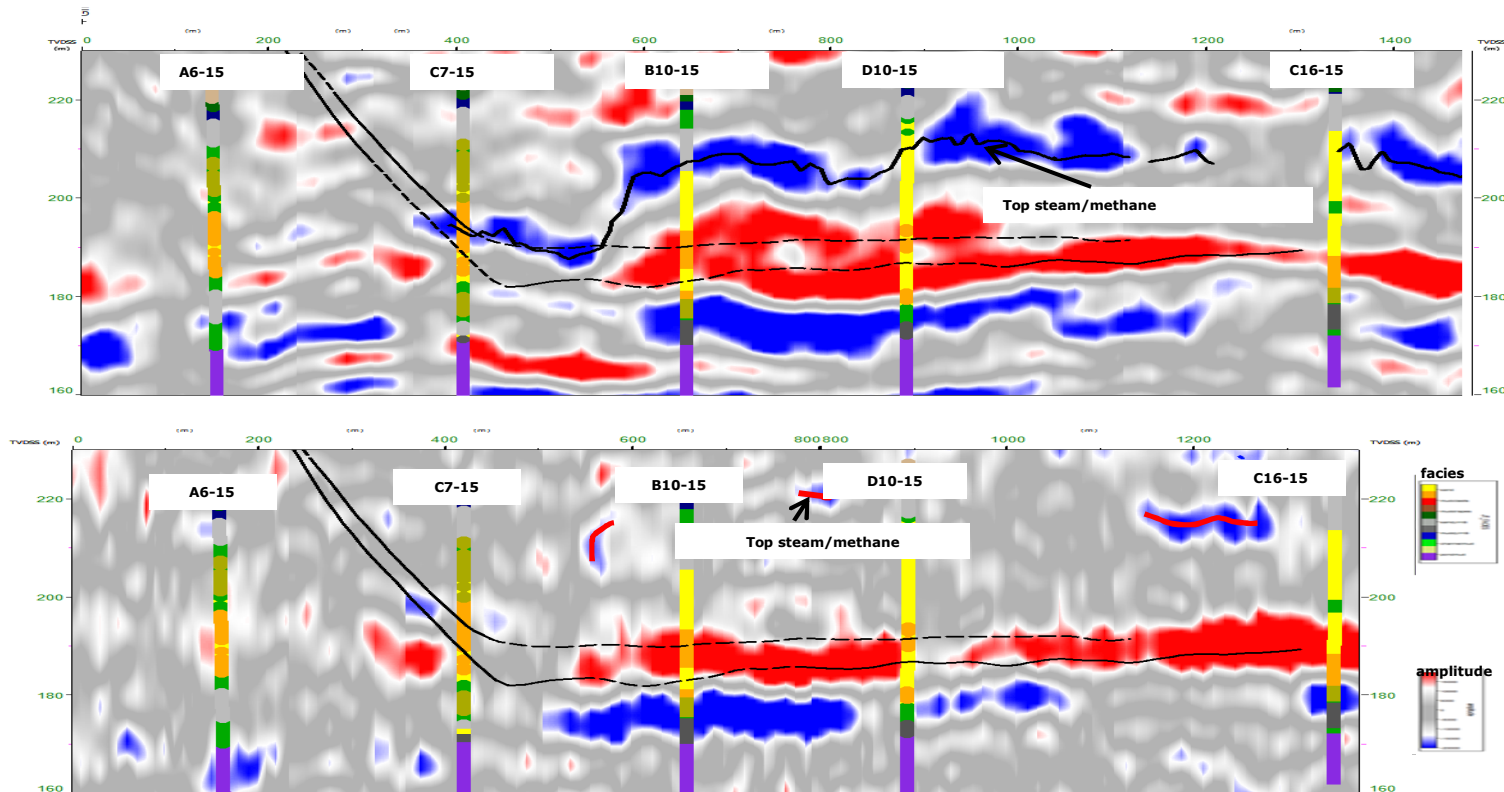 (m) (m) (m) (m) (m) (m)
TVDSS (m) 0 200 400 600 800 1000 1200 1400 TVDSS (m)
A6-15 C7-15 B10-15 D10-15 C16-15
220 220
200 200
Top steam/methane
180 180
160 160
(m) (m) (m) (m) (m)
TVDSS (m) 0 200 400 600 800 800 1000 1200 TVDSS (m)
A6-15 C7-15 B10-15 D10-15 C16-15
facies
220 220
Top steam/methane
200 200
180 180
amplitude
160 160